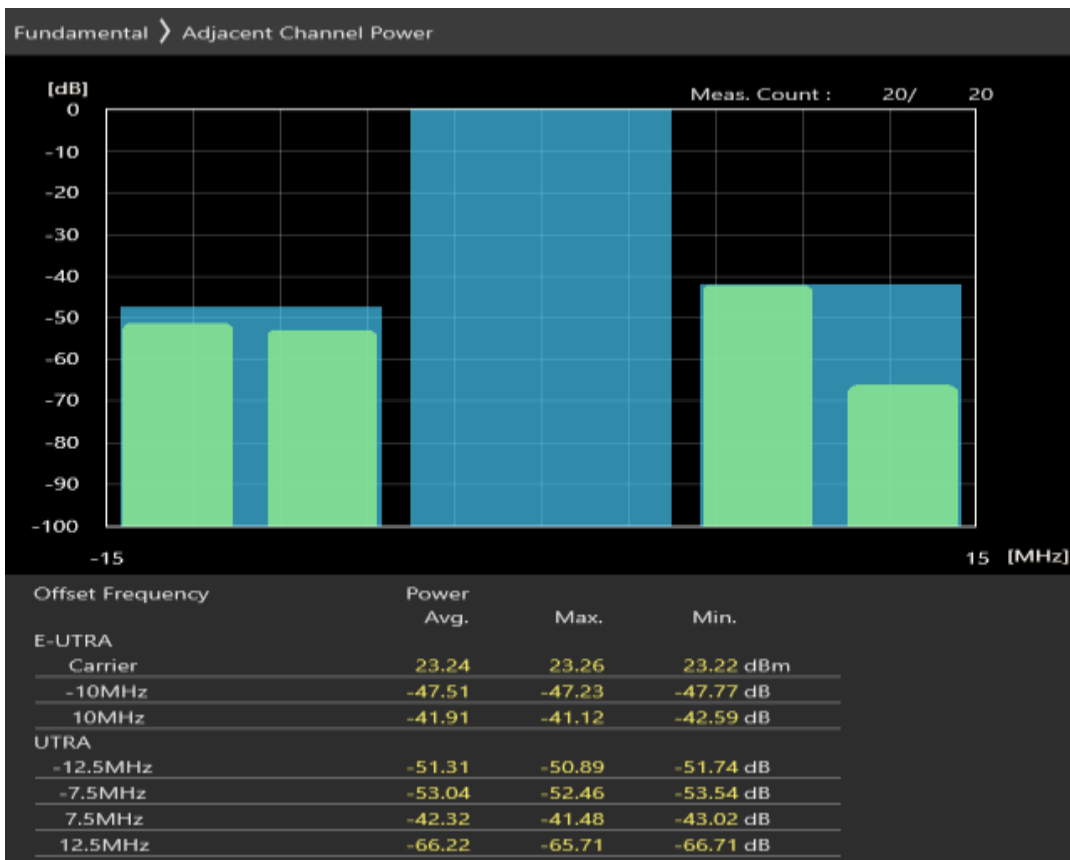 Fundamental ❯ Adjacent Channel Power
[dB]
Meas. Count : 20/ 20
0
-10
-20
-30
-40
-50
-60
-70
-80
-90
-100
-15 15 [MHz]
Offset Frequency Power
Avg. Max. Min.
E-UTRA
Carrier 23.24 23.26 23.22 dBm
-10MHz -47.51 -47.23 -47.77 dB
10MHz -41.91 -41.12 -42.59 dB
UTRA
-12.5MHz -51.31 -50.89 -51.74 dB
-7.5MHz -53.04 -52.46 -53.54 dB
7.5MHz -42.32 -41.48 -43.02 dB
12.5MHz -66.22 -65.71 -66.71 dB